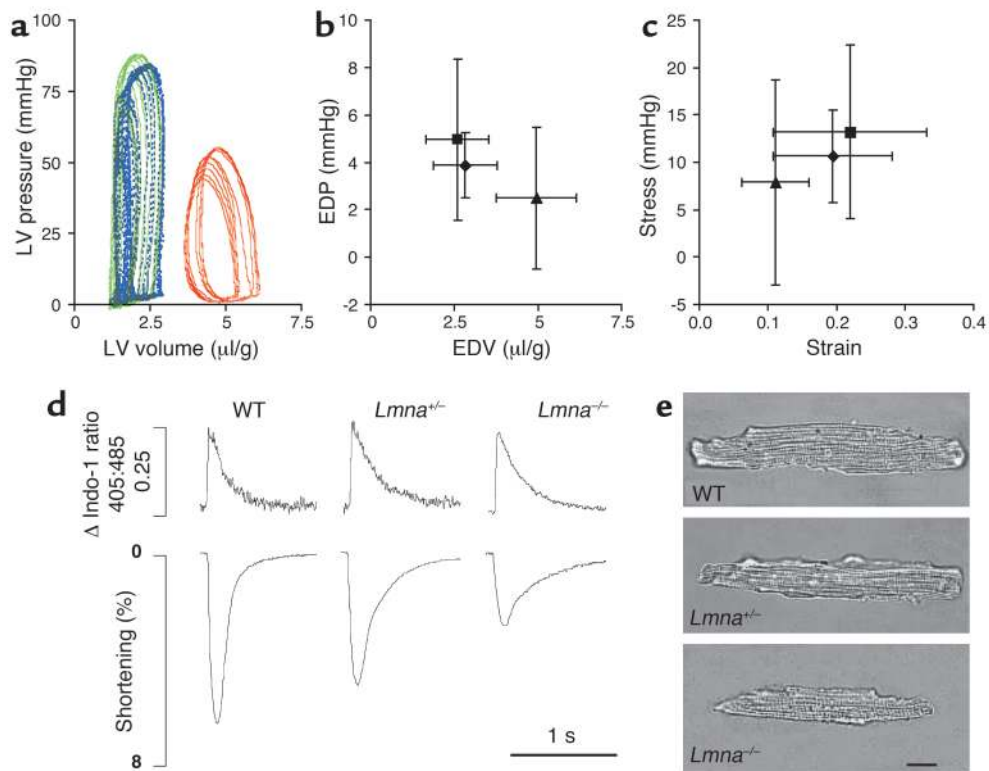 a
LV pressure (mmHg)
100
75
50
25
0
0
2.5
5
7.5
LV volume (μl/g)
b
EDP (mmHg)
10
8
6
4
2
0
-2
0
2.5
5
7.5
EDV (μl/g)
c
Stress (mmHg)
25
20
15
10
5
0
-5
0.0
0.1
0.2
0.3
0.4
Strain
d
WT
Lmna+/–
Lmna–/–
Δ Indo-1 ratio
405:485
0.25
Shortening (%)
0
8
1 s
e
WT
Lmna+/–
Lmna–/–